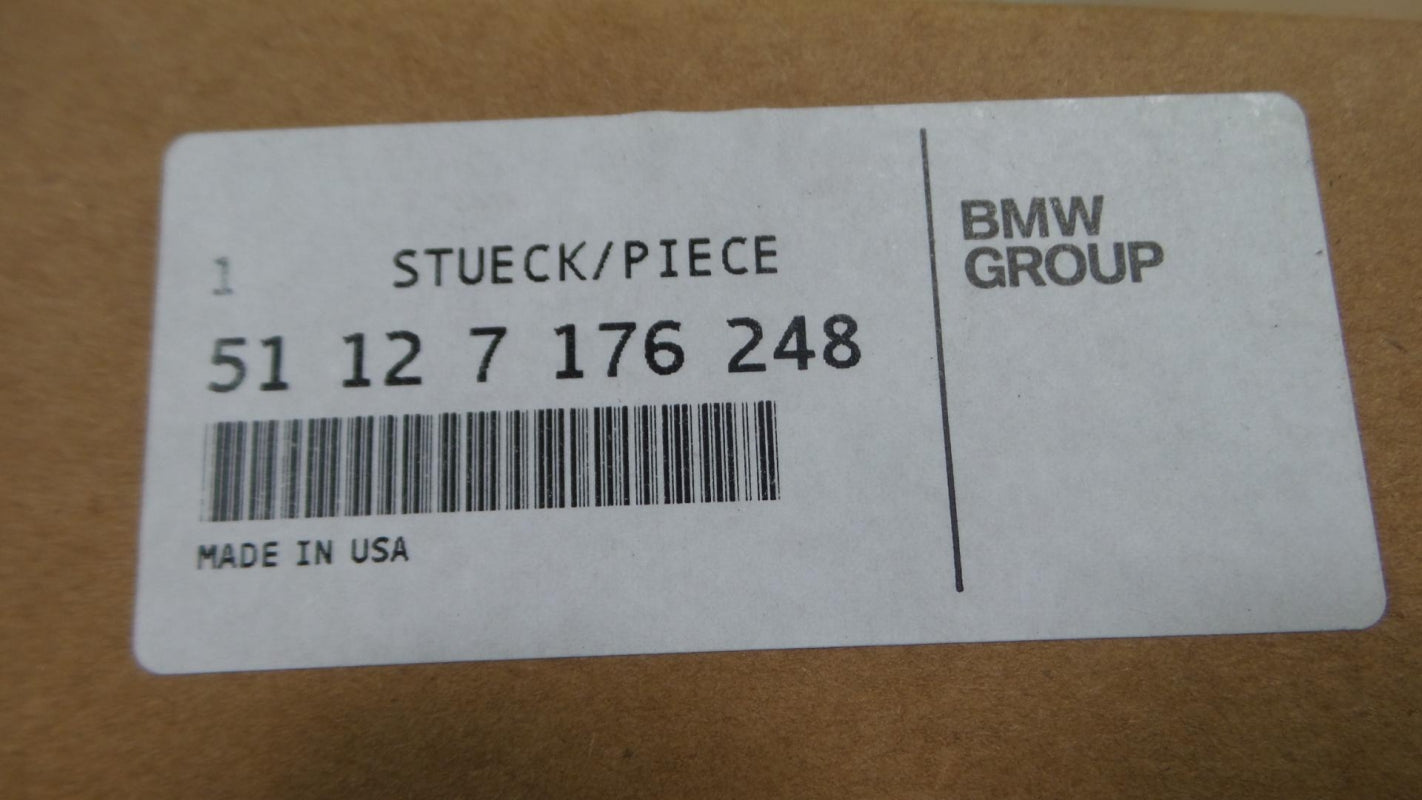 1 STUECK/PIECE
51 12 7 176 248
MADE IN USA
BMW
GROUP